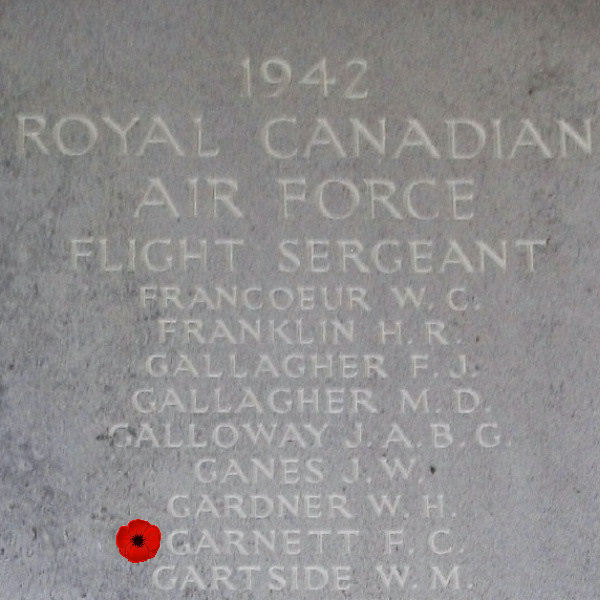 1942
ROYAL CANADIAN
AIR FORCE
FLIGHT SERGEANT
FRANCOEUR W. C.
FRANKLIN H. R.
GALLAGHER F. J.
GALLAGHER M. D.
GALLOWAY J. A. B. G.
GANES J. W.
GARDNER W. H.
GARNETT F. C.
GARTSIDE W. M.